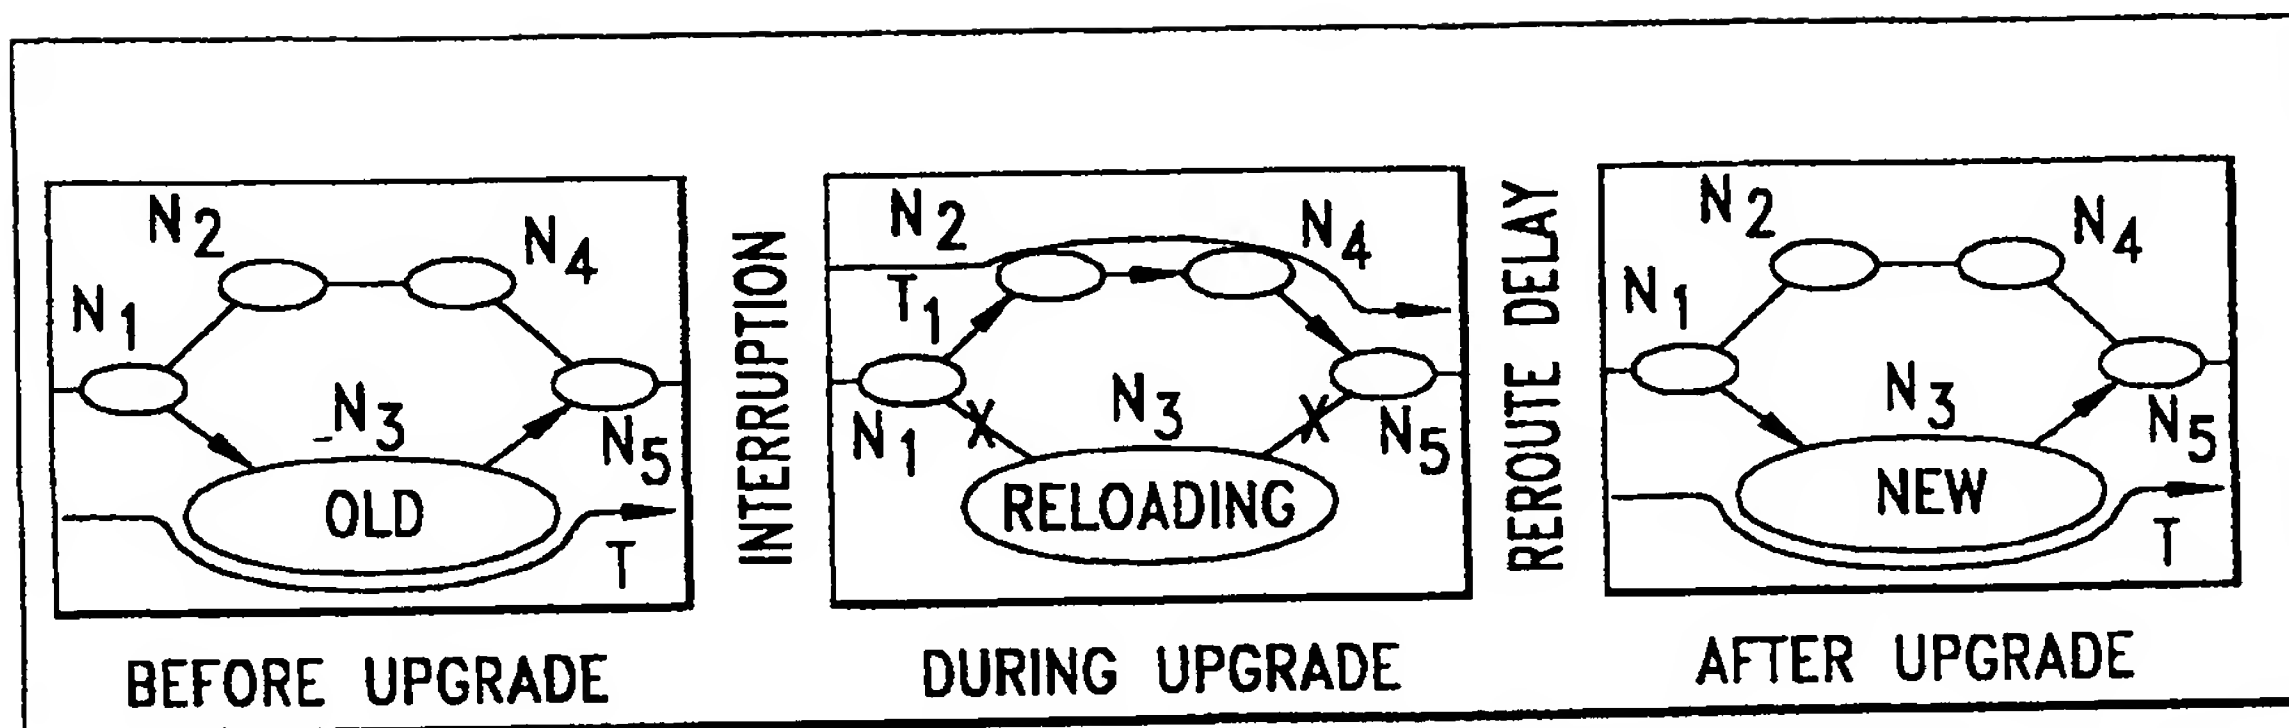 N2
N4
N1
N3
N5
OLD
T
BEFORE UPGRADE
INTERRUPTION
N2
N4
T1
N1
N3
N5
RELOADING
DURING UPGRADE
REROUTE DELAY
N2
N4
N1
N3
N5
NEW
T
AFTER UPGRADE